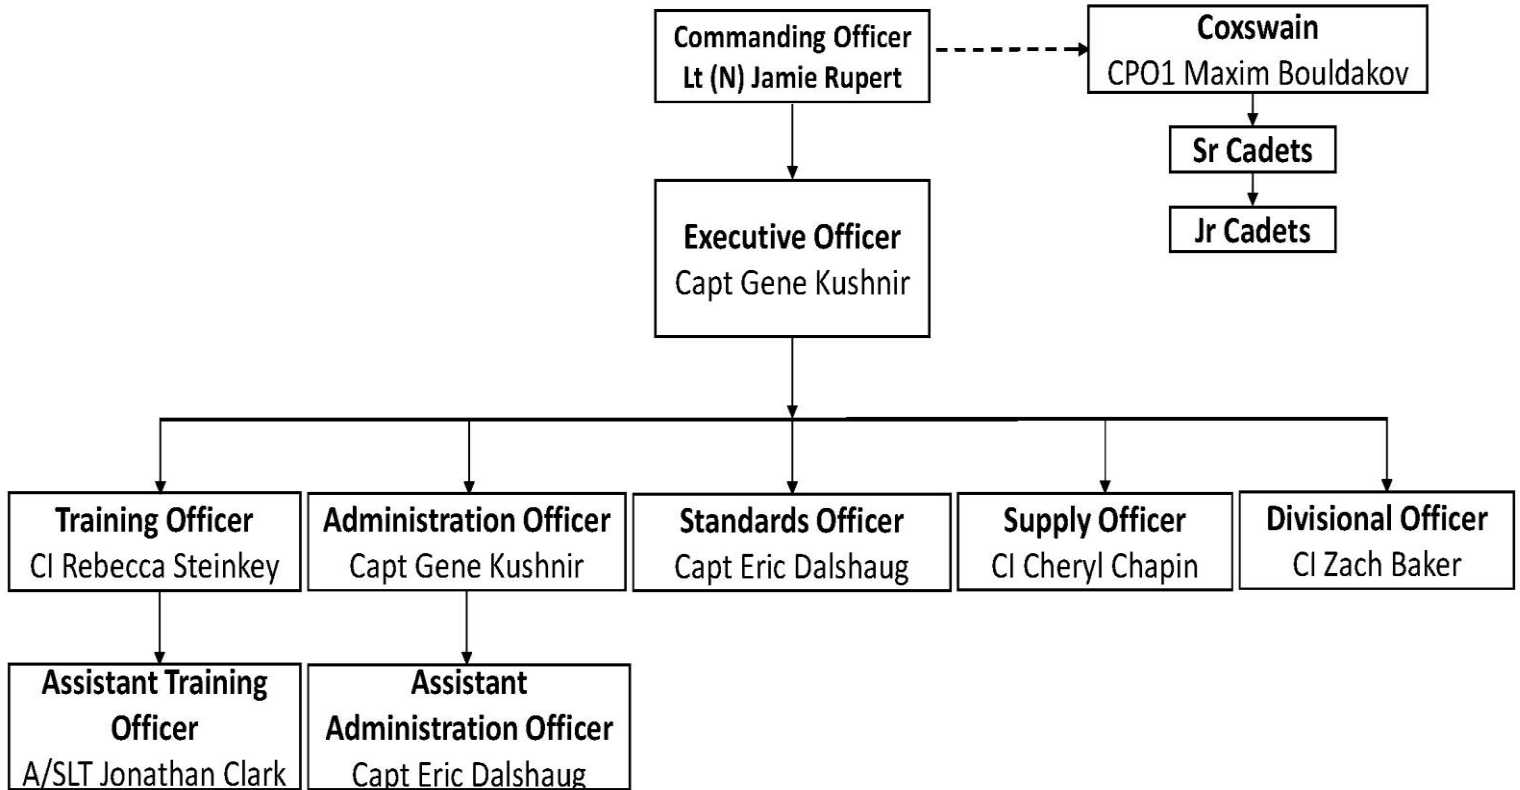 Commanding Officer
Lt (N) Jamie Rupert
Coxswain
CPO1 Maxim Bouldakov
Sr Cadets
Jr Cadets
Executive Officer
Capt Gene Kushnir
Training Officer
CI Rebecca Steinkey
Administration Officer
Capt Gene Kushnir
Standards Officer
Capt Eric Dalshaug
Supply Officer
CI Cheryl Chapin
Divisional Officer
CI Zach Baker
Assistant Training
Officer
A/SLT Jonathan Clark
Assistant
Administration Officer
Capt Eric Dalshaug